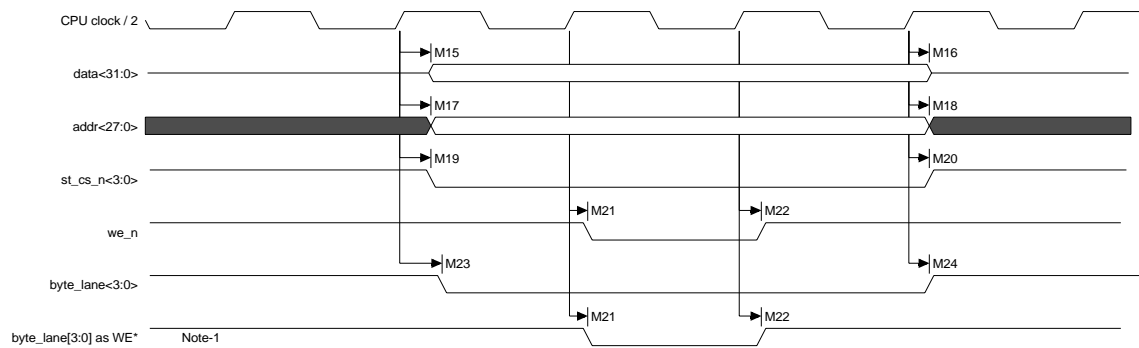 CPU clock / 2
M15 M16
data<31:0>
M17 M18
addr<27:0>
M19 M20
st_cs_n<3:0>
M21 M22
we_n
M23 M24
byte_lane<3:0>
M21 M22
byte_lane[3:0] as WE* Note-1